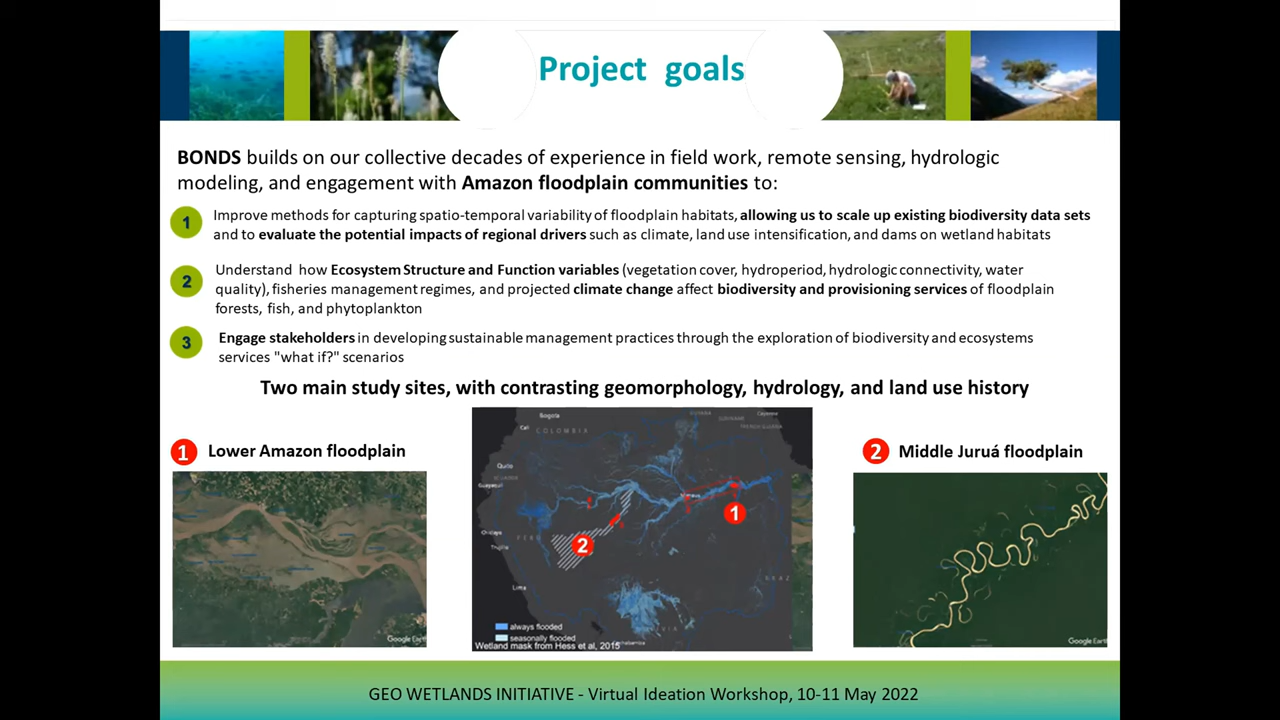 Project goals
BONDS builds on our collective decades of experience in field work, remote sensing, hydrologic
modeling, and engagement with Amazon floodplain communities to:
1
Improve methods for capturing spatio-temporal variability of floodplain habitats, allowing us to scale up existing biodiversity data sets
and to evaluate the potential impacts of regional drivers such as climate, land use intensification, and dams on wetland habitats
2
Understand how Ecosystem Structure and Function variables (vegetation cover, hydroperiod, hydrologic connectivity, water
quality), fisheries management regimes, and projected climate change affect biodiversity and provisioning services of floodplain
forests, fish, and phytoplankton
3
Engage stakeholders in developing sustainable management practices through the exploration of biodiversity and ecosystems
services "what if?" scenarios
Two main study sites, with contrasting geomorphology, hydrology, and land use history
1 Lower Amazon floodplain
Google Earth
Bogota
Cali
COLOMBIA
Quito
Guayaquil
Manaus
1
2
PERU
Trujillo
Lima
always flooded
seasonally flooded
Wetland mask from Hess et al, 2015
2 Middle Juruá floodplain
Google Earth
GEO WETLANDS INITIATIVE - Virtual Ideation Workshop, 10-11 May 2022